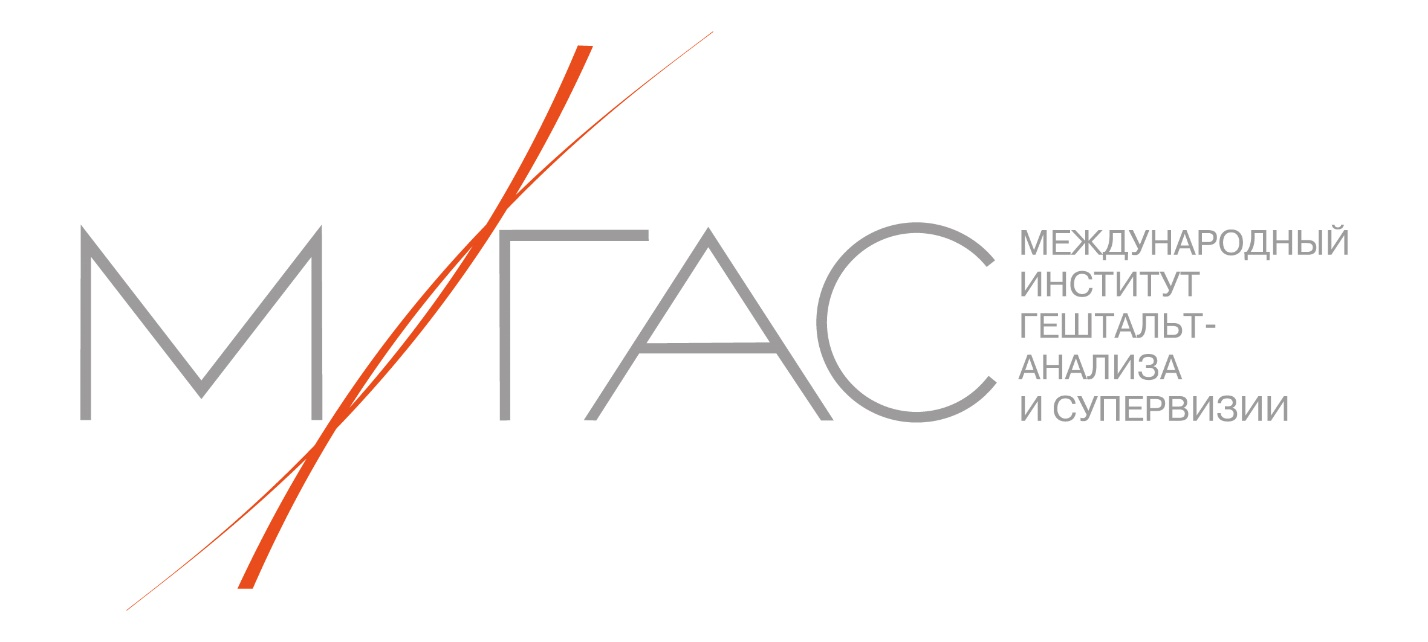 МИГАС
МЕЖДУНАРОДНЫЙ
ИНСТИТУТ
ГЕШТАЛЬТ-
АНАЛИЗА
И СУПЕРВИЗИИ